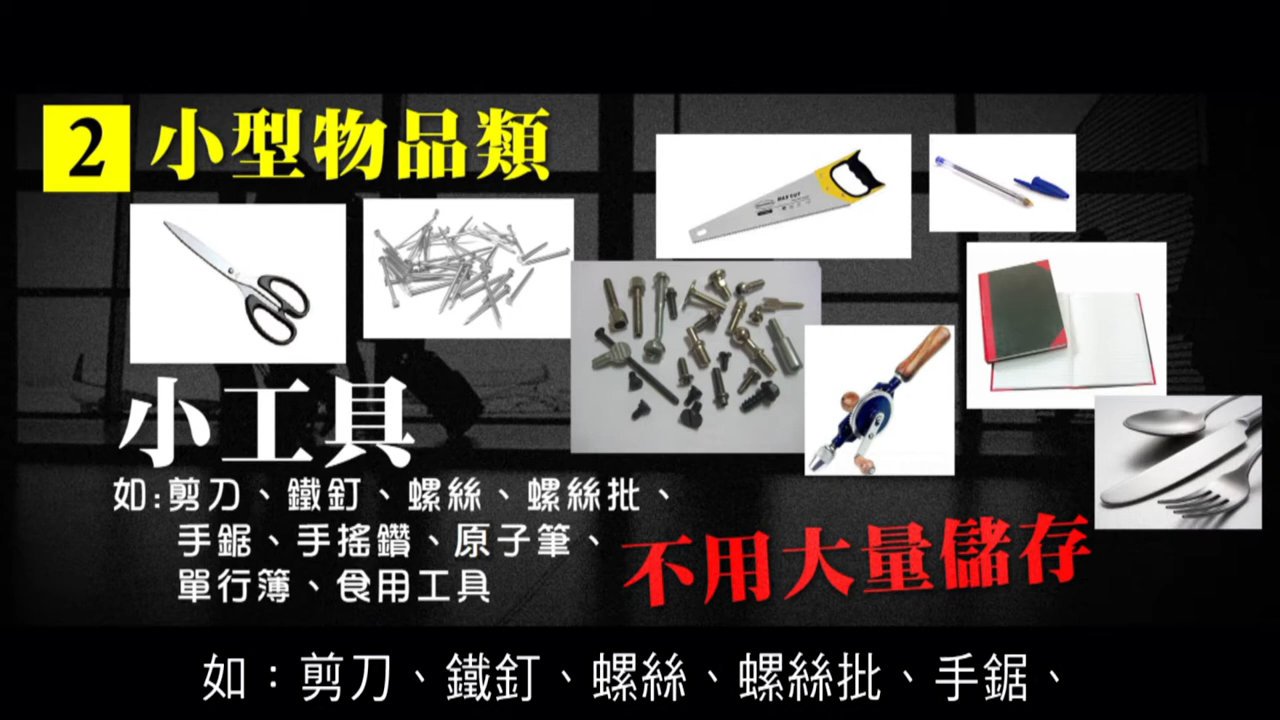 2 小型物品類
小工具
如:剪刀、鐵釘、螺絲、螺絲批、
手鋸、手搖鑽、原子筆、
單行簿、食用工具
不用大量儲存
如：剪刀、鐵釘、螺絲、螺絲批、手鋸、